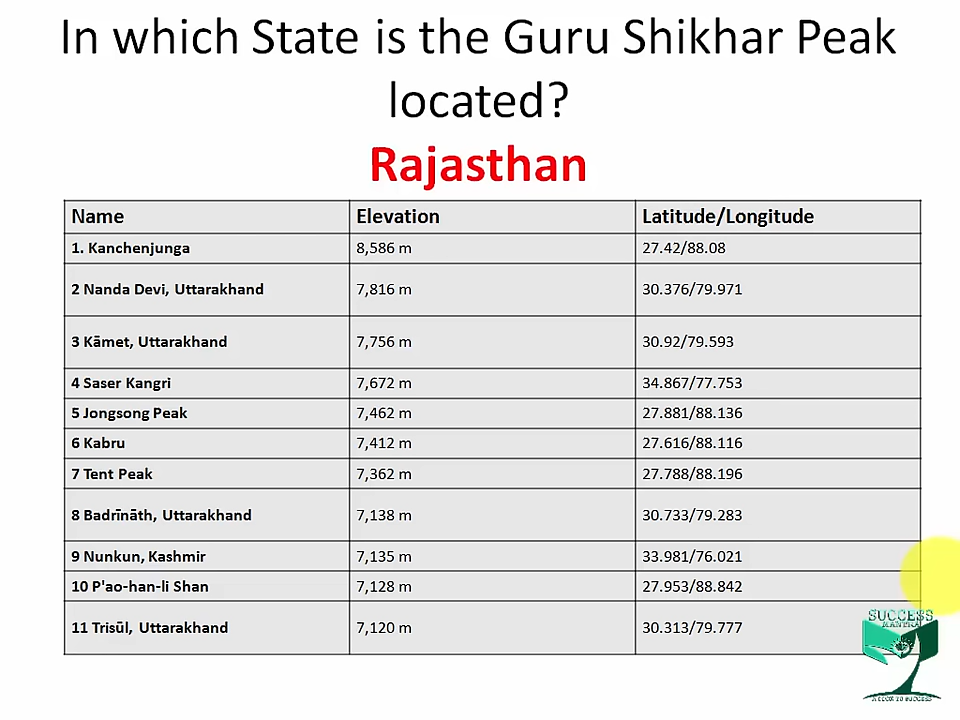 In which State is the Guru Shikhar Peak
located?
Rajasthan
Name Elevation Latitude/Longitude
1. Kanchenjunga 8,586 m 27.42/88.08
2 Nanda Devi, Uttarakhand 7,816 m 30.376/79.971
3 Kāmet, Uttarakhand 7,756 m 30.92/79.593
4 Saser Kangri 7,672 m 34.867/77.753
5 Jongsong Peak 7,462 m 27.881/88.136
6 Kabru 7,412 m 27.616/88.116
7 Tent Peak 7,362 m 27.788/88.196
8 Badrīnāth, Uttarakhand 7,138 m 30.733/79.283
9 Nunkun, Kashmir 7,135 m 33.981/76.021
10 P'ao-han-li Shan 7,128 m 27.953/88.842
11 Trisūl, Uttarakhand 7,120 m 30.313/79.777
SUCCESS
MANTRA